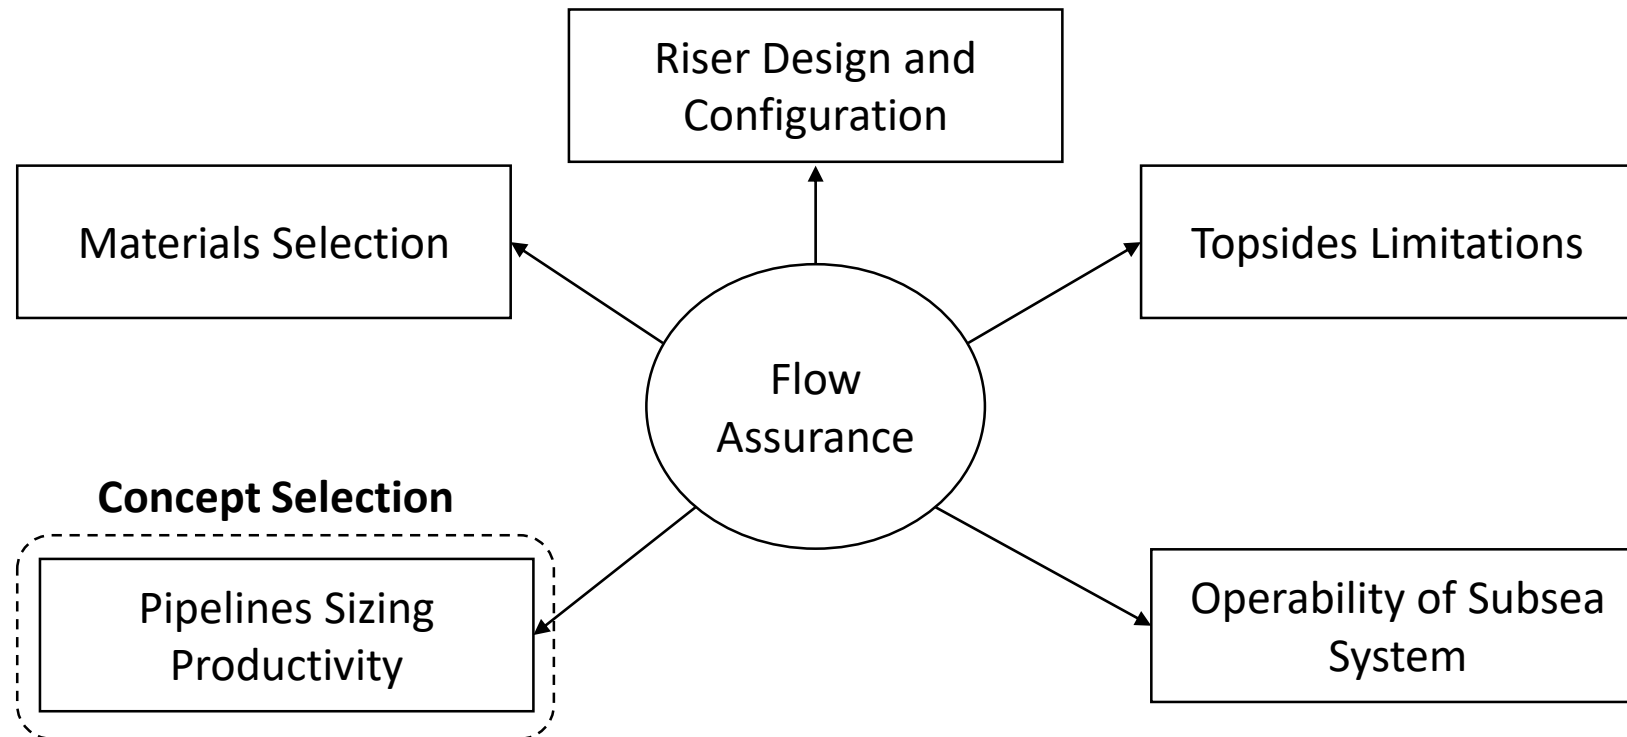 Riser Design and
Configuration
Materials Selection
Topsides Limitations
Flow
Assurance
Concept Selection
Pipelines Sizing
Productivity
Operability of Subsea
System